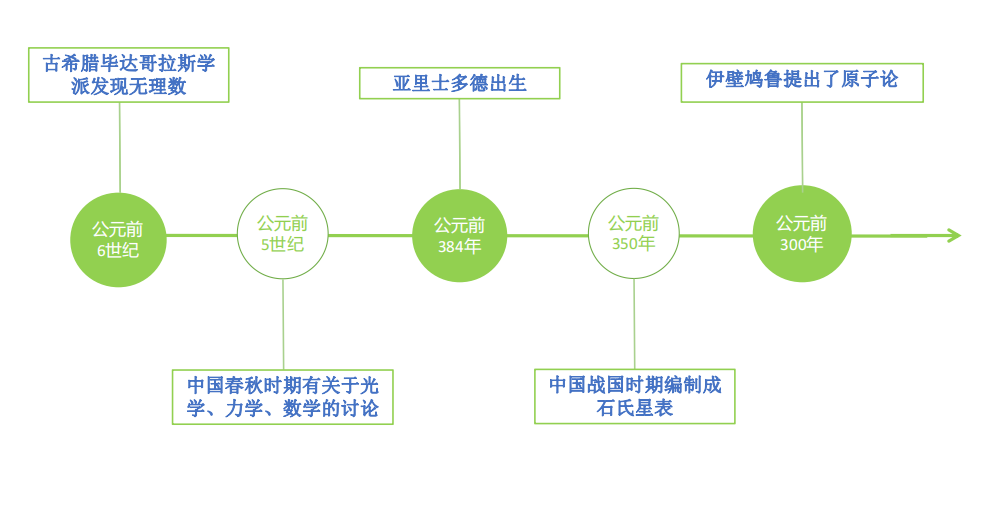 古希腊毕达哥拉斯学
派发现无理数
亚里士多德出生
伊壁鸠鲁提出了原子论
公元前
6世纪
公元前
5世纪
公元前
384年
公元前
350年
公元前
300年
中国春秋时期有关于光
学、力学、数学的讨论
中国战国时期编制成
石氏星表